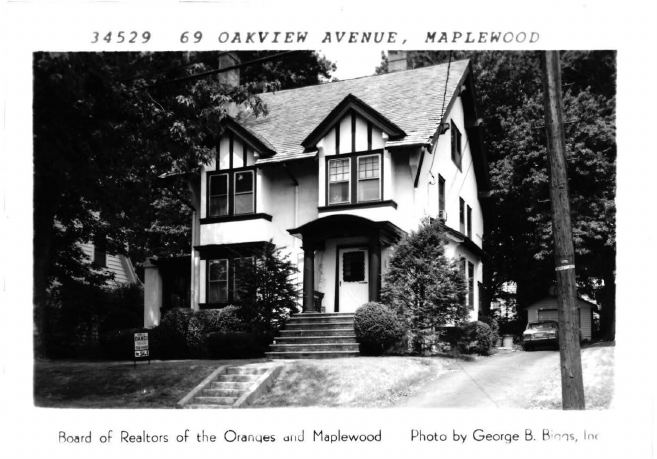 34529 69 OAKVIEW AVENUE, MAPLEWOOD
Board of Realtors of the Oranges and Maplewood Photo by George B. Biggs, Inc